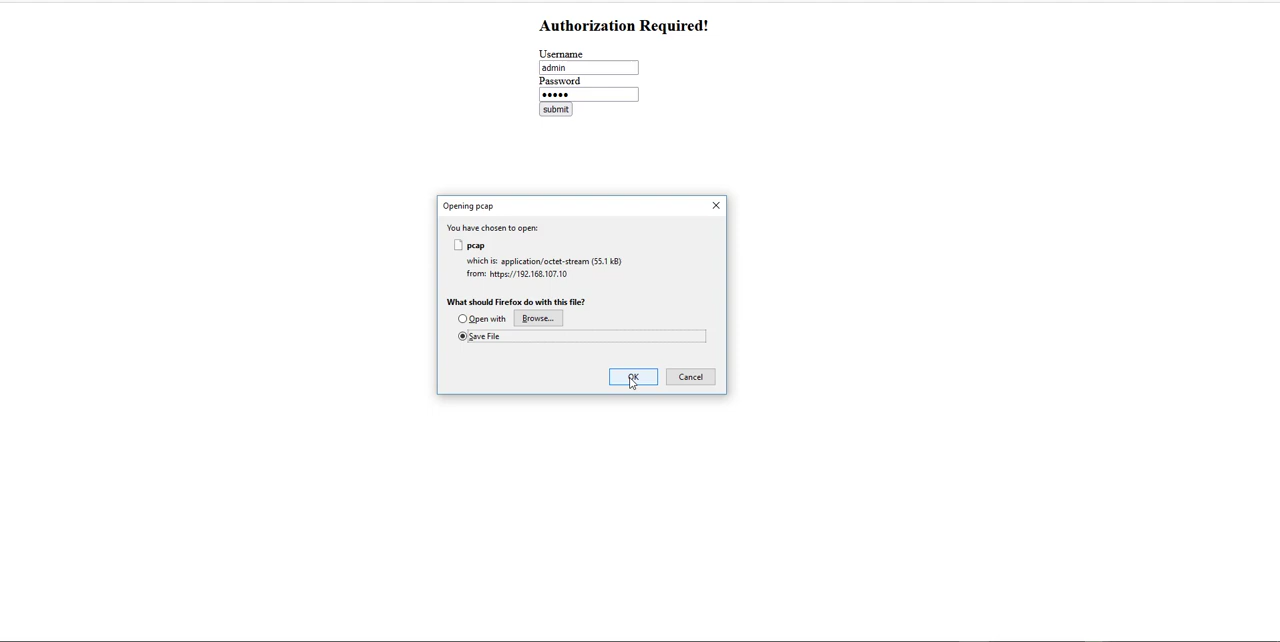 Authorization Required!
Username
admin
Password
•••••
submit
Opening pcap
You have chosen to open:
pcap
which is: application/octet-stream (55.1 kB)
from: https://192.168.107.10
What should Firefox do with this file?
Open with Browse...
Save File
OK Cancel